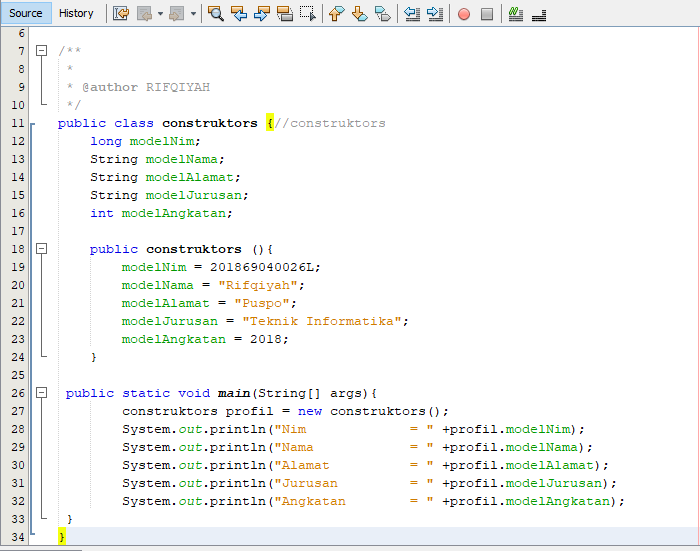 Source History
6
7 /**
8 *
9 * @author RIFQIYAH
10 */
11 public class construktors {//construktors
12 long modelNim;
13 String modelNama;
14 String modelAlamat;
15 String modelJurusan;
16 int modelAngkatan;
17
18 public construktors (){
19 modelNim = 201869040026L;
20 modelNama = "Rifqiyah";
21 modelAlamat = "Puspo";
22 modelJurusan = "Teknik Informatika";
23 modelAngkatan = 2018;
24 }
25
26 public static void main(String[] args){
27 construktors profil = new construktors();
28 System.out.println("Nim             = " +profil.modelNim);
29 System.out.println("Nama            = " +profil.modelNama);
30 System.out.println("Alamat          = " +profil.modelAlamat);
31 System.out.println("Jurusan         = " +profil.modelJurusan);
32 System.out.println("Angkatan        = " +profil.modelAngkatan);
33 }
34 }